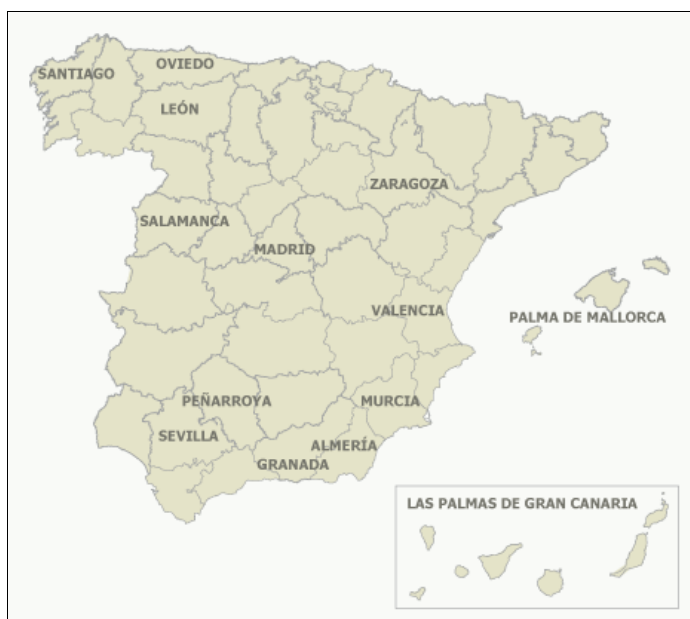 OVIEDO
SANTIAGO
LEÓN
ZARAGOZA
SALAMANCA
MADRID
VALENCIA
PALMA DE MALLORCA
PEÑARROYA
MURCIA
SEVILLA
ALMERÍA
GRANADA
LAS PALMAS DE GRAN CANARIA